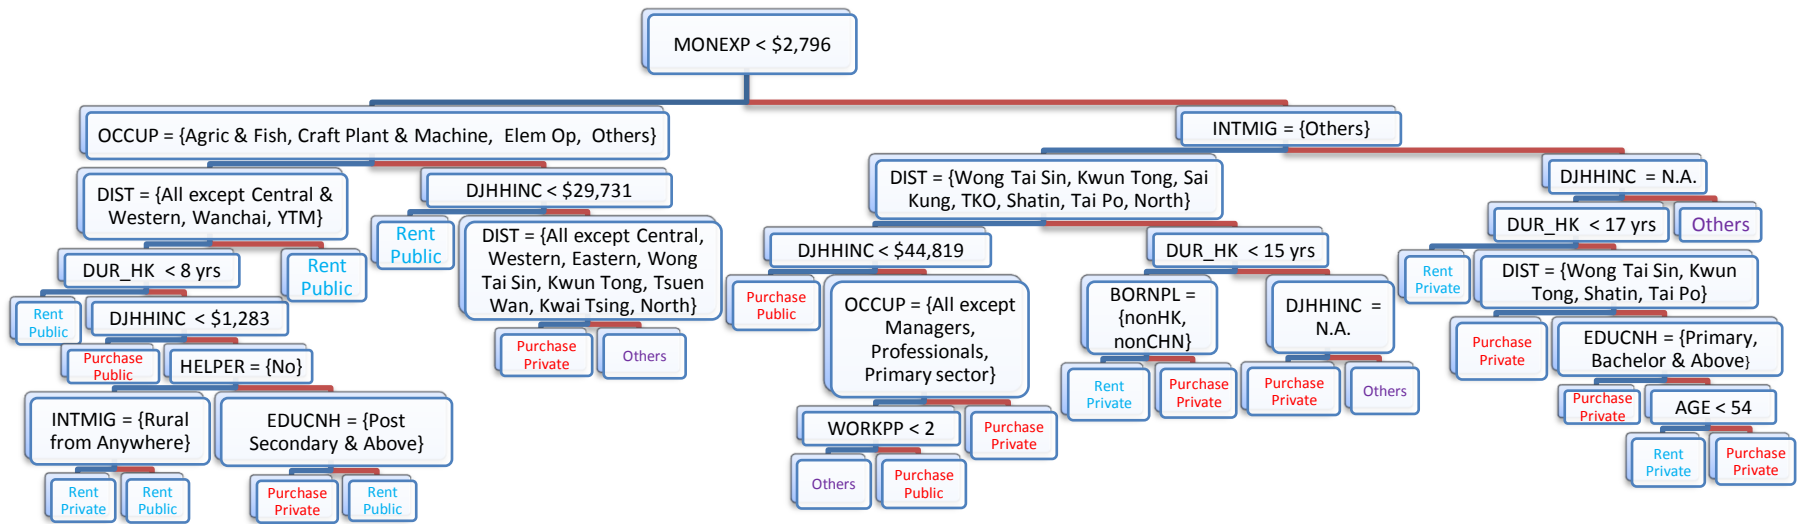 MONEXP < $2,796
OCCUP = {Agric & Fish, Craft Plant & Machine, Elem Op, Others}
INTMIG = {Others}
DIST = {All except Central &
Western, Wanchai, YTM}
DJHHINC < $29,731
DIST = {Wong Tai Sin, Kwun Tong, Sai
Kung, TKO, Shatin, Tai Po, North}
DJHHINC = N.A.
DUR_HK < 8 yrs
Rent
Public
Rent
Public
DIST = {All except Central,
Western, Eastern, Wong
Tai Sin, Kwun Tong, Tsuen
Wan, Kwai Tsing, North}
DJHHINC < $44,819
DUR_HK < 15 yrs
DUR_HK < 17 yrs
Others
Rent
Public
DJHHINC < $1,283
Purchase
Private
Others
Purchase
Public
OCCUP = {All except
Managers,
Professionals,
Primary sector}
BORNPL =
{nonHK,
nonCHN}
DJHHINC =
N.A.
Rent
Private
DIST = {Wong Tai Sin, Kwun
Tong, Shatin, Tai Po}
Purchase
Public
HELPER = {No}
Rent
Private
Purchase
Private
Purchase
Private
Others
Purchase
Private
EDUCNH = {Primary,
Bachelor & Above}
INTMIG = {Rural
from Anywhere}
EDUCNH = {Post
Secondary & Above}
WORKPP < 2
Purchase
Private
Purchase
Private
AGE < 54
Rent
Private
Rent
Public
Purchase
Private
Rent
Public
Others
Purchase
Public
Rent
Private
Purchase
Private